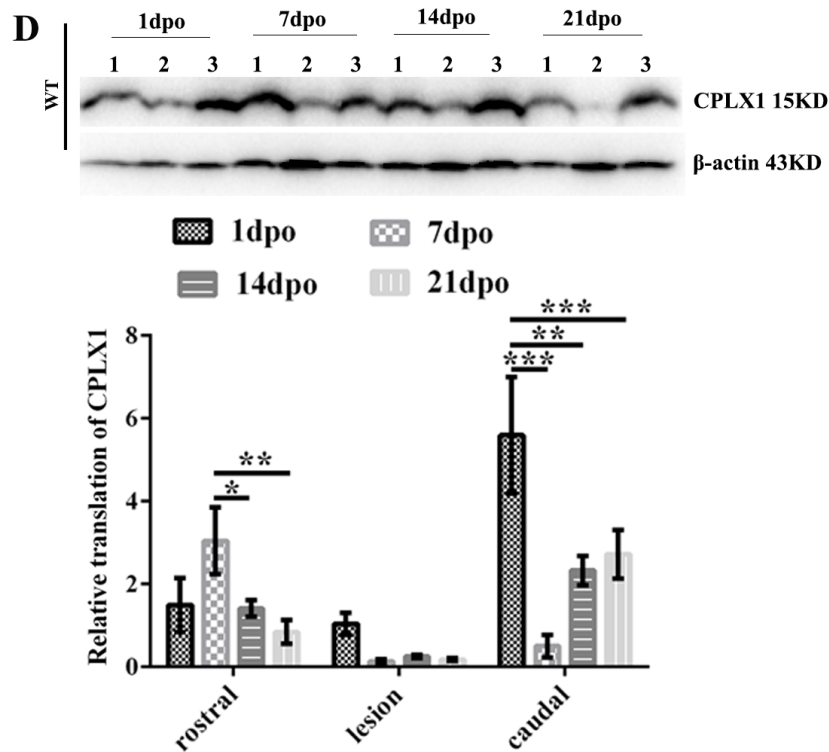 D
1dpo 7dpo 14dpo 21dpo
1 2 3 1 2 3 1 2 3 1 2 3
WT
CPLX1 15KD
β-actin 43KD
1dpo 7dpo
14dpo 21dpo
Relative translation of CPLX1
8
6
4
2
0
* **
*** ** ***
rostral lesion caudal